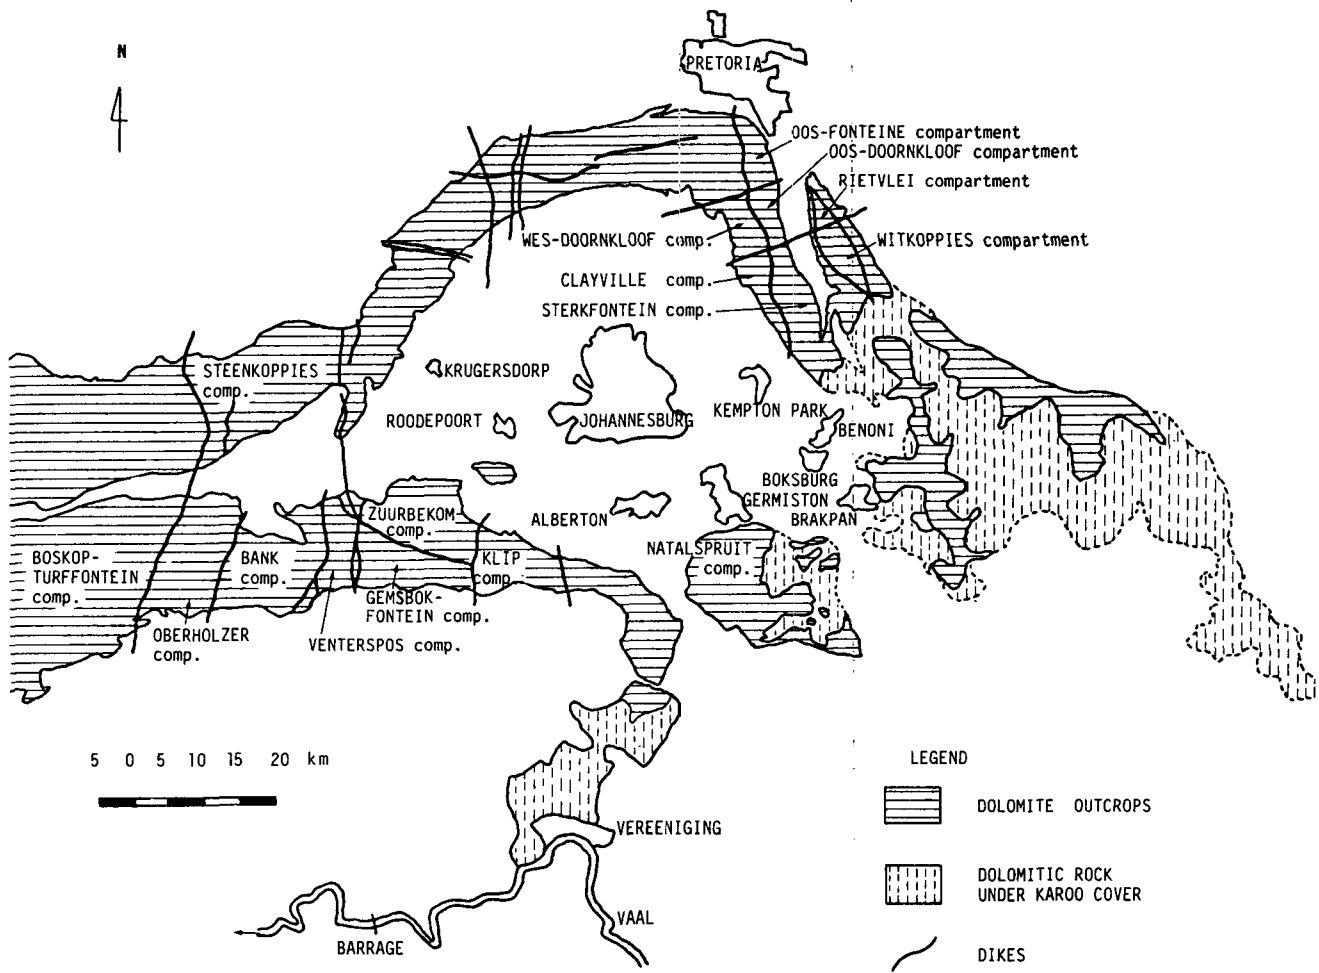 N
PRETORIA
OOS-FONTEINE compartment
OOS-DOORNKLOOF compartment
RIETVLEI compartment
WES-DOORNKLOOF comp.
WITKOPPIES compartment
CLAYVILLE comp.
STERKFONTEIN comp.
STEENKOPPIES
comp.
KRUGERSDORP
ROODEPOORT
JOHANNESBURG
KEMPTON PARK
BENONI
BOKSBURG
GERMISTON
BRAKPAN
ALBERTON
ZUURBEKOM
comp.
NATALSPRUIT
comp.
BOSKOP-
TURFFONTEIN
comp.
BANK
comp.
KLIP
comp.
GEMSBOK-
FONTEIN comp.
OBERHOLZER
comp.
VENTERSPOS comp.
5 0 5 10 15 20 km
LEGEND
DOLOMITE OUTCROPS
DOLOMITIC ROCK
UNDER KAROO COVER
DIKES
VEREENIGING
VAAL
BARRAGE